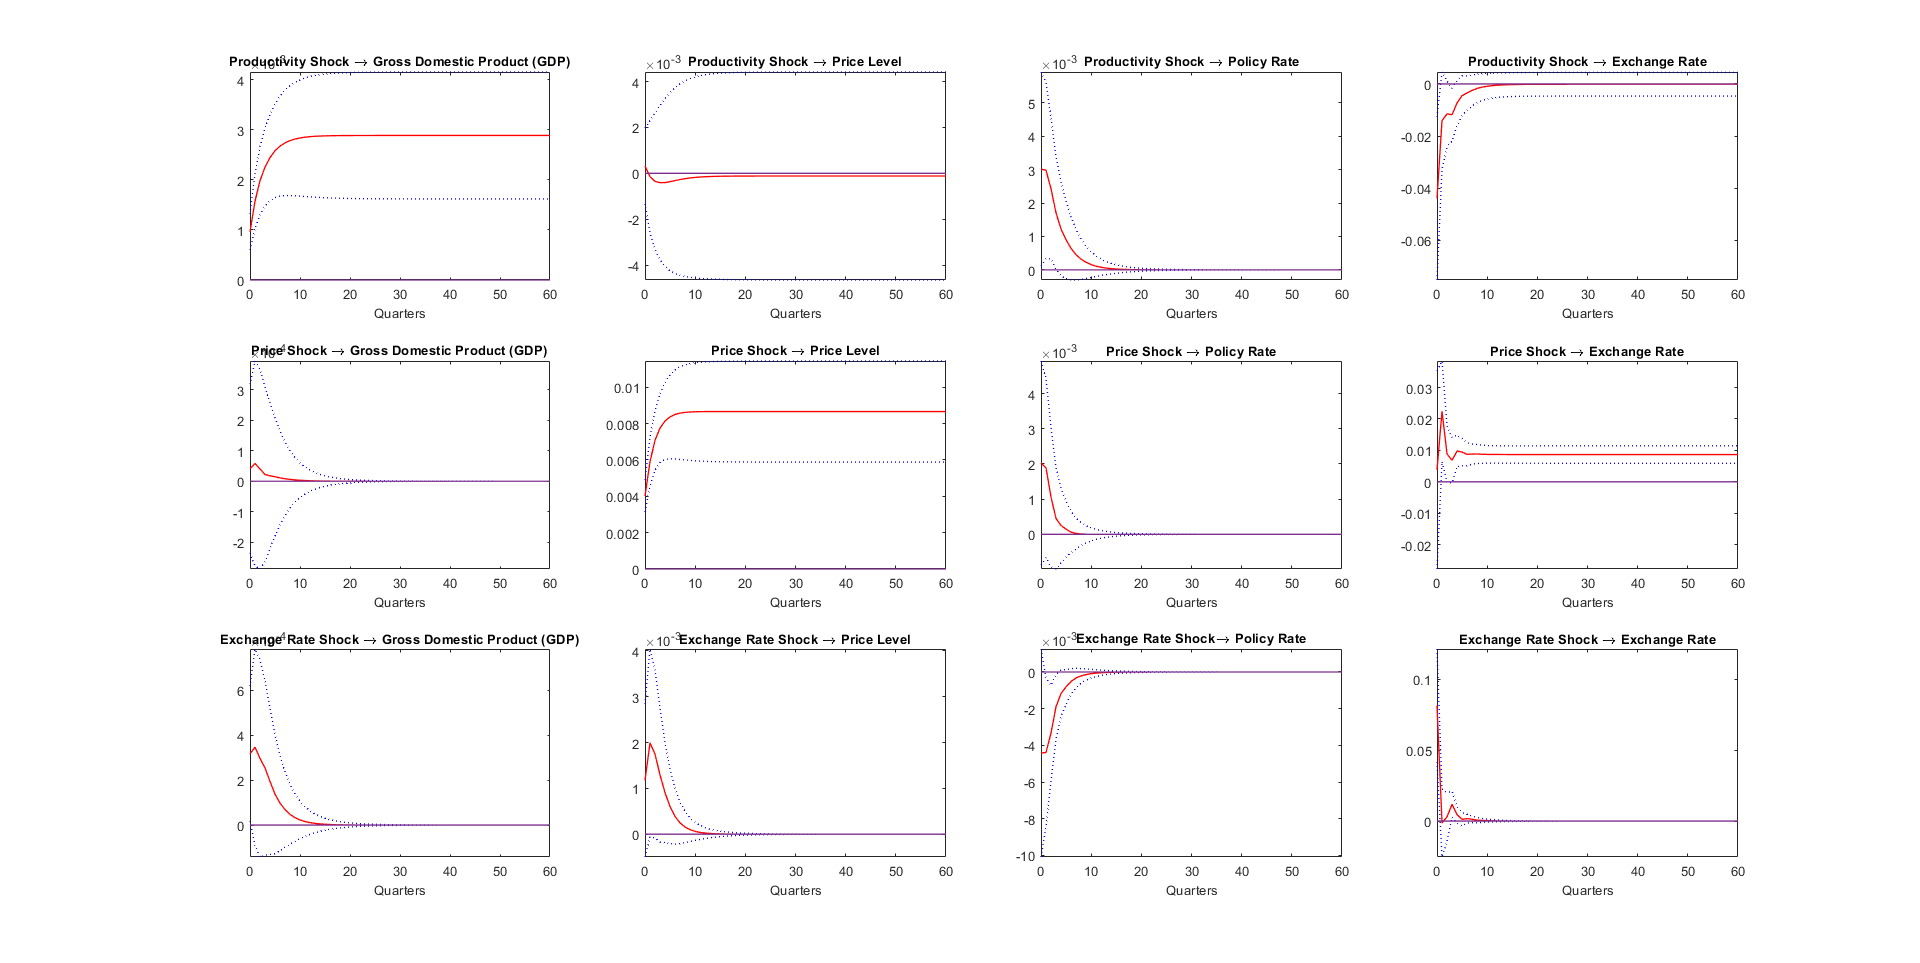 Productivity Shock → Gross Domestic Product (GDP)
4
3
2
1
0
0 10 20 30 40 50 60
Quarters
×10-3
Productivity Shock → Price Level
4
2
0
-2
-4
0 10 20 30 40 50 60
Quarters
×10-3
Productivity Shock → Policy Rate
5
4
3
2
1
0
0 10 20 30 40 50 60
Quarters
Productivity Shock → Exchange Rate
0
-0.02
-0.04
-0.06
0 10 20 30 40 50 60
Quarters
Price Shock → Gross Domestic Product (GDP)
3
2
1
0
-1
-2
0 10 20 30 40 50 60
Quarters
Price Shock → Price Level
0.01
0.008
0.006
0.004
0.002
0
0 10 20 30 40 50 60
Quarters
×10-3
Price Shock → Policy Rate
4
3
2
1
0
0 10 20 30 40 50 60
Quarters
Price Shock → Exchange Rate
0.03
0.02
0.01
0
-0.01
-0.02
0 10 20 30 40 50 60
Quarters
Exchange Rate Shock → Gross Domestic Product (GDP)
6
4
2
0
0 10 20 30 40 50 60
Quarters
×10-3
Exchange Rate Shock → Price Level
4
3
2
1
0
0 10 20 30 40 50 60
Quarters
×10-3
Exchange Rate Shock→ Policy Rate
0
-2
-4
-6
-8
-10
0 10 20 30 40 50 60
Quarters
Exchange Rate Shock → Exchange Rate
0.1
0.05
0
0 10 20 30 40 50 60
Quarters